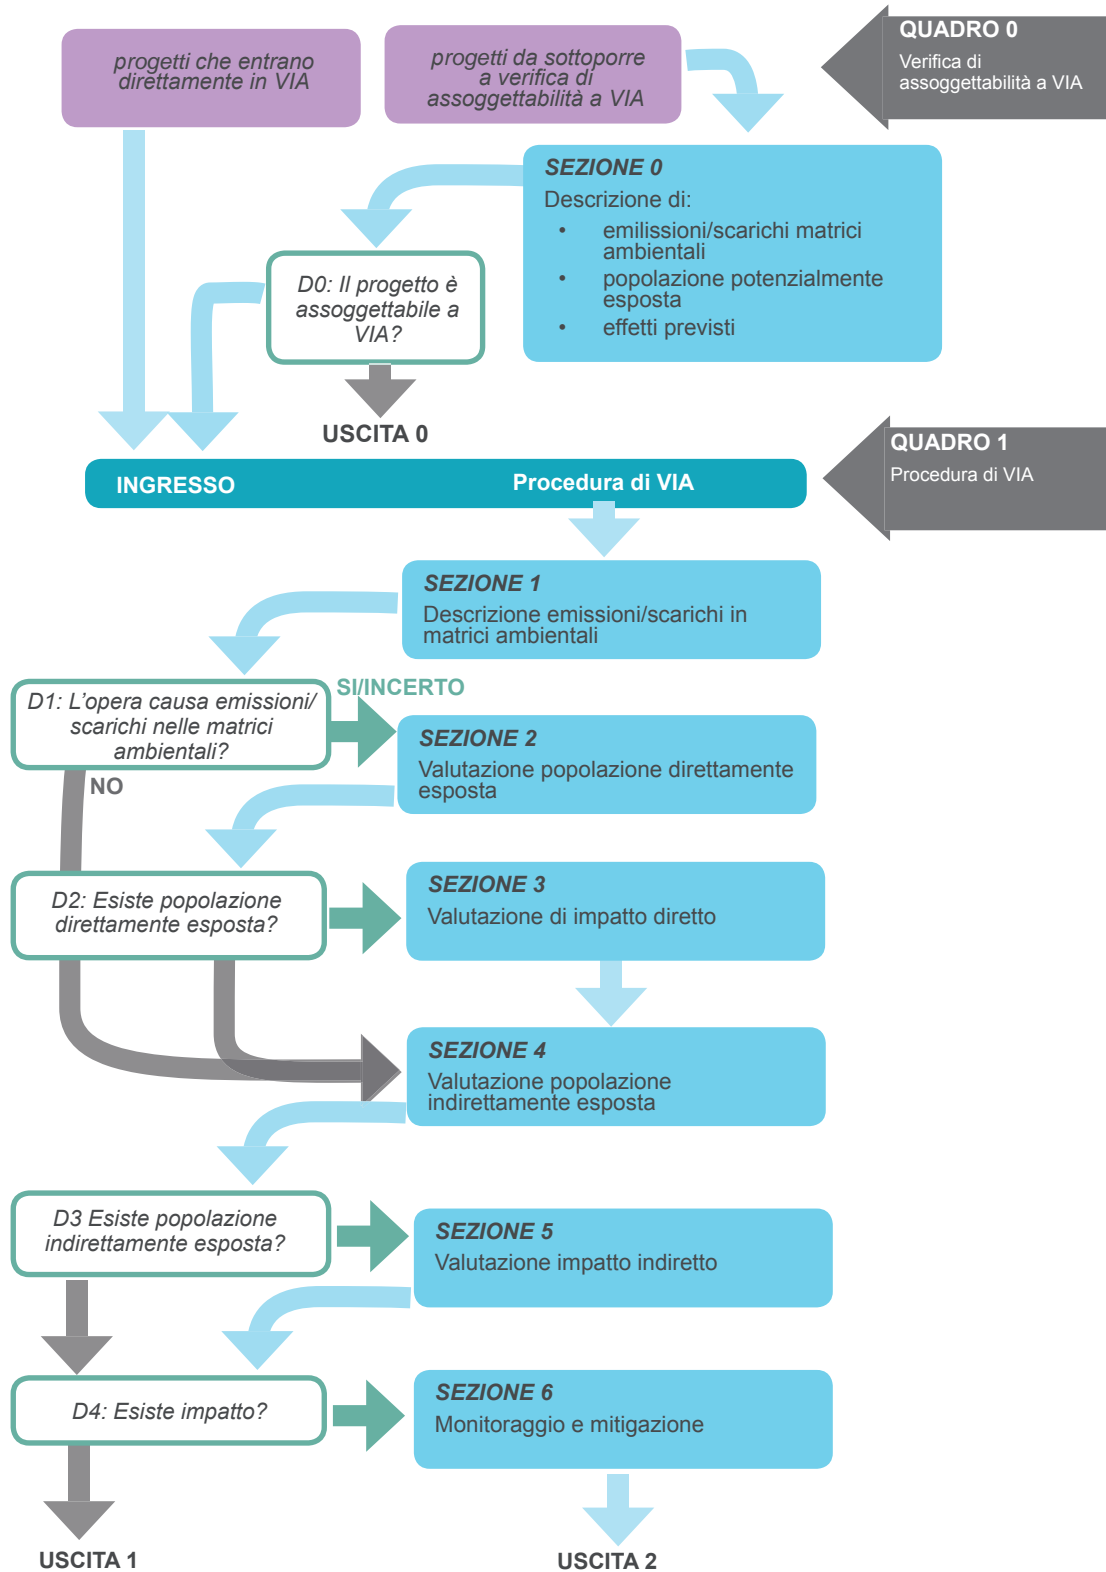 progetti che entrano
direttamente in VIA
progetti da sottoporre
a verifica di
assoggettabilità a VIA
QUADRO 0
Verifica di
assoggettabilità a VIA
SEZIONE 0
Descrizione di:
• emilissioni/scarichi matrici
ambientali
• popolazione potenzialmente
esposta
• effetti previsti
D0: Il progetto è
assoggettabile a
VIA?
USCITA 0
QUADRO 1
Procedura di VIA
INGRESSO
Procedura di VIA
SEZIONE 1
Descrizione emissioni/scarichi in
matrici ambientali
D1: L'opera causa emissioni/
scarichi nelle matrici
ambientali?
SI/INCERTO
NO
SEZIONE 2
Valutazione popolazione direttamente
esposta
D2: Esiste popolazione
direttamente esposta?
SEZIONE 3
Valutazione di impatto diretto
SEZIONE 4
Valutazione popolazione
indirettamente esposta
D3 Esiste popolazione
indirettamente esposta?
SEZIONE 5
Valutazione impatto indiretto
D4: Esiste impatto?
SEZIONE 6
Monitoraggio e mitigazione
USCITA 1
USCITA 2